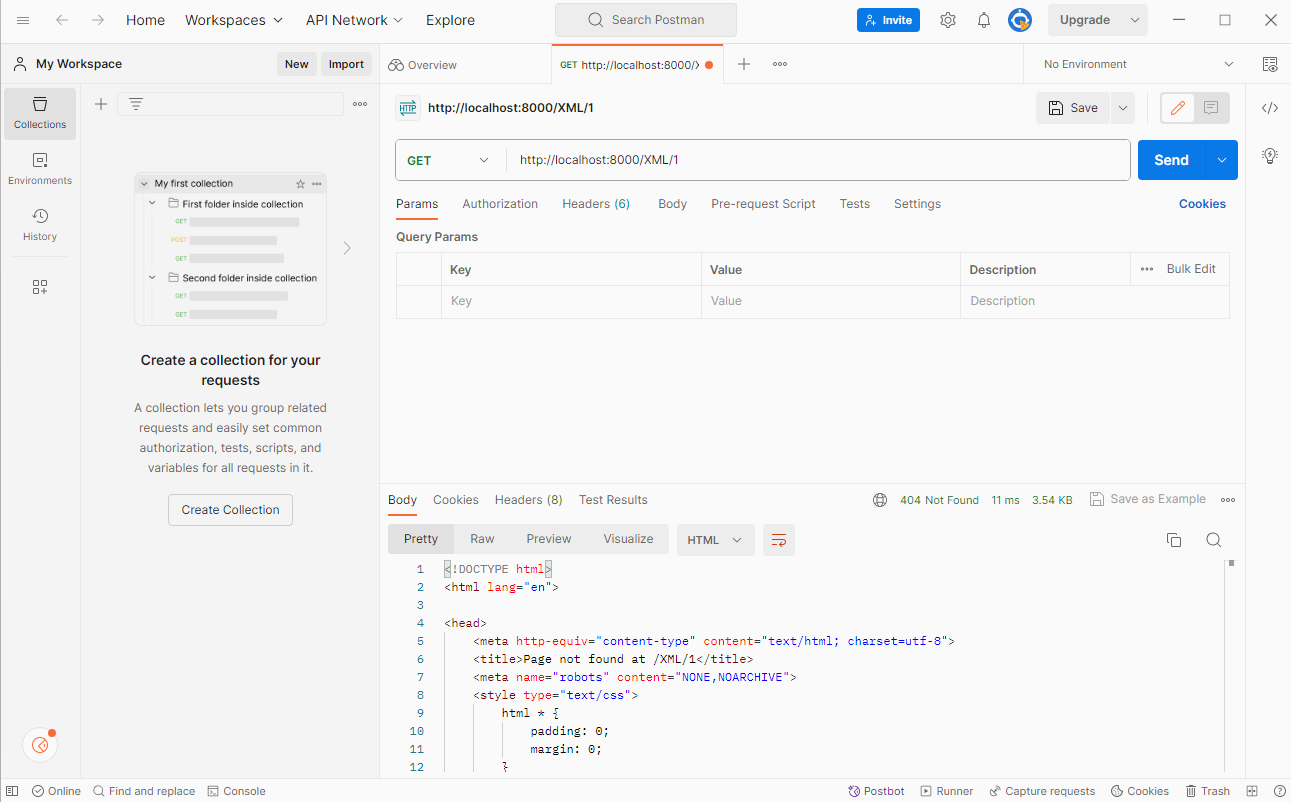 Home Workspaces API Network Explore Search Postman Invite Upgrade
My Workspace New Import Overview GET http://localhost:8000/X No Environment
Collections
Environments
History
My first collection
First folder inside collection
GET
POST
GET
Second folder inside collection
GET
GET
Create a collection for your
requests
A collection lets you group related
requests and easily set common
authorization, tests, scripts, and
variables for all requests in it.
Create Collection
HTTP http://localhost:8000/XML/1 Save
GET http://localhost:8000/XML/1 Send
Params Authorization Headers (6) Body Pre-request Script Tests Settings Cookies
Query Params
Key Value Description Bulk Edit
Key Value Description
Body Cookies Headers (8) Test Results 404 Not Found 11 ms 3.54 KB Save as Example
Pretty Raw Preview Visualize HTML
1 <!DOCTYPE html>
2 <html lang="en">
3
4 <head>
5 <meta http-equiv="content-type" content="text/html; charset=utf-8">
6 <title>Page not found at /XML/1</title>
7 <meta name="robots" content="NONE,NOARCHIVE">
8 <style type="text/css">
9 html * {
10 padding: 0;
11 margin: 0;
12 }
Online Find and replace Console Postbot Runner Capture requests Cookies Trash